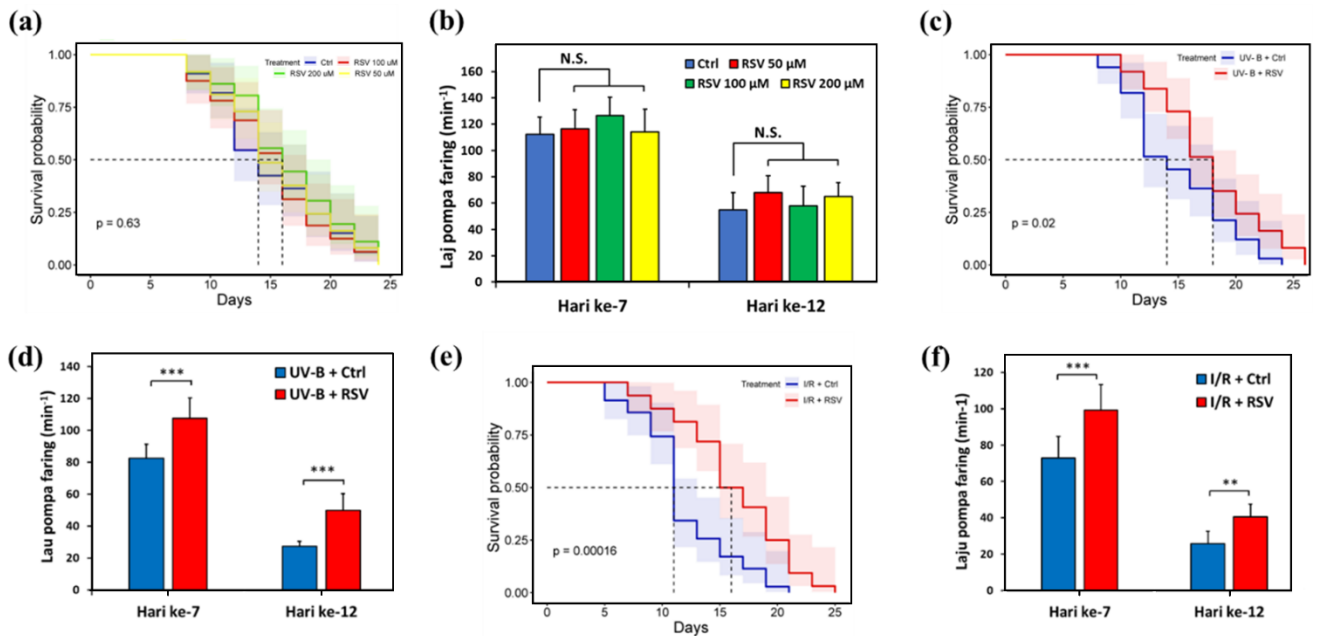 (a)
Survival probability
1.00
0.75
0.50
0.25
0.00
Treatment Ctrl RSV 100 uM
RSV 200 uM RSV 50 uM
p = 0.63
0 5 10 15 20 25
Days
(b)
Laj pompa faring (min⁻¹)
160
140
120
100
80
60
40
20
0
N.S.
Ctrl RSV 50 µM
RSV 100 µM RSV 200 µM
N.S.
Hari ke-7 Hari ke-12
(c)
Survival probability
1.00
0.75
0.50
0.25
0.00
Treatment UV-B + Ctrl
UV- B + RSV
p = 0.02
0 5 10 15 20 25
Days
(d)
Lau pompa faring (min⁻¹)
140
120
100
80
60
40
20
0
***
UV-B + Ctrl
UV-B + RSV
***
Hari ke-7 Hari ke-12
(e)
Survival probability
1.00
0.75
0.50
0.25
0.00
Treatment I/R + Ctrl
I/R + RSV
p = 0.00016
0 5 10 15 20 25
Days
(f)
Laju pompa faring (min-1)
120
100
80
60
40
20
0
***
I/R + Ctrl
I/R + RSV
**
Hari ke-7 Hari ke-12